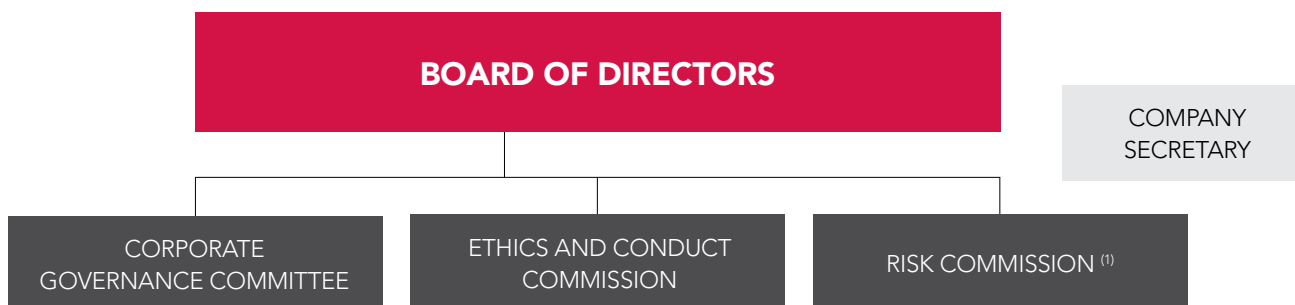 BOARD OF DIRECTORS
COMPANY
SECRETARY
CORPORATE
GOVERNANCE COMMITTEE
ETHICS AND CONDUCT
COMMISSION
RISK COMMISSION (1)